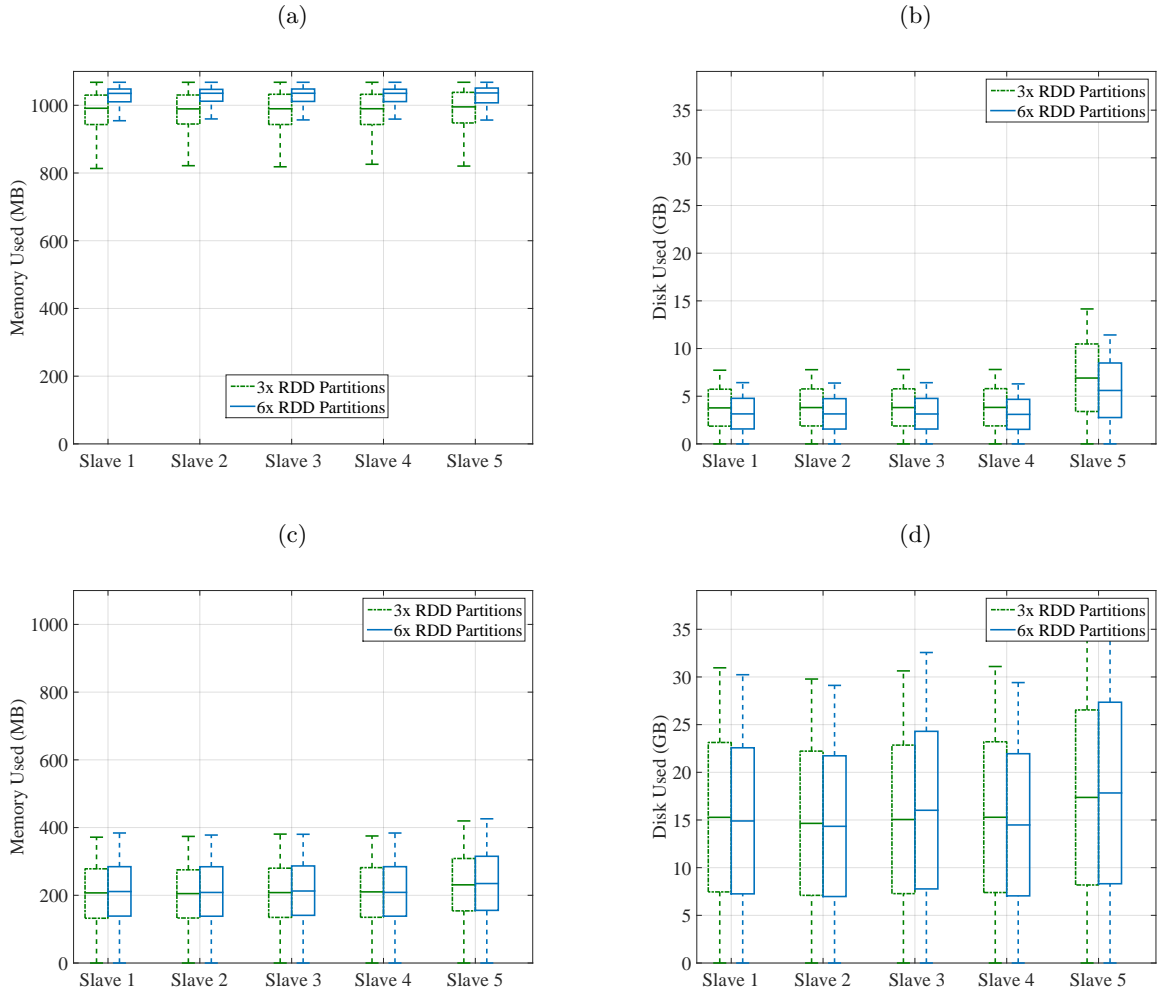 (a)
Memory Used (MB)
1000
800
600
400
200
0
3x RDD Partitions
6x RDD Partitions
Slave 1 Slave 2 Slave 3 Slave 4 Slave 5
(b)
Disk Used (GB)
35
30
25
20
15
10
5
0
3x RDD Partitions
6x RDD Partitions
Slave 1 Slave 2 Slave 3 Slave 4 Slave 5
(c)
Memory Used (MB)
1000
800
600
400
200
0
3x RDD Partitions
6x RDD Partitions
Slave 1 Slave 2 Slave 3 Slave 4 Slave 5
(d)
Disk Used (GB)
35
30
25
20
15
10
5
0
3x RDD Partitions
6x RDD Partitions
Slave 1 Slave 2 Slave 3 Slave 4 Slave 5